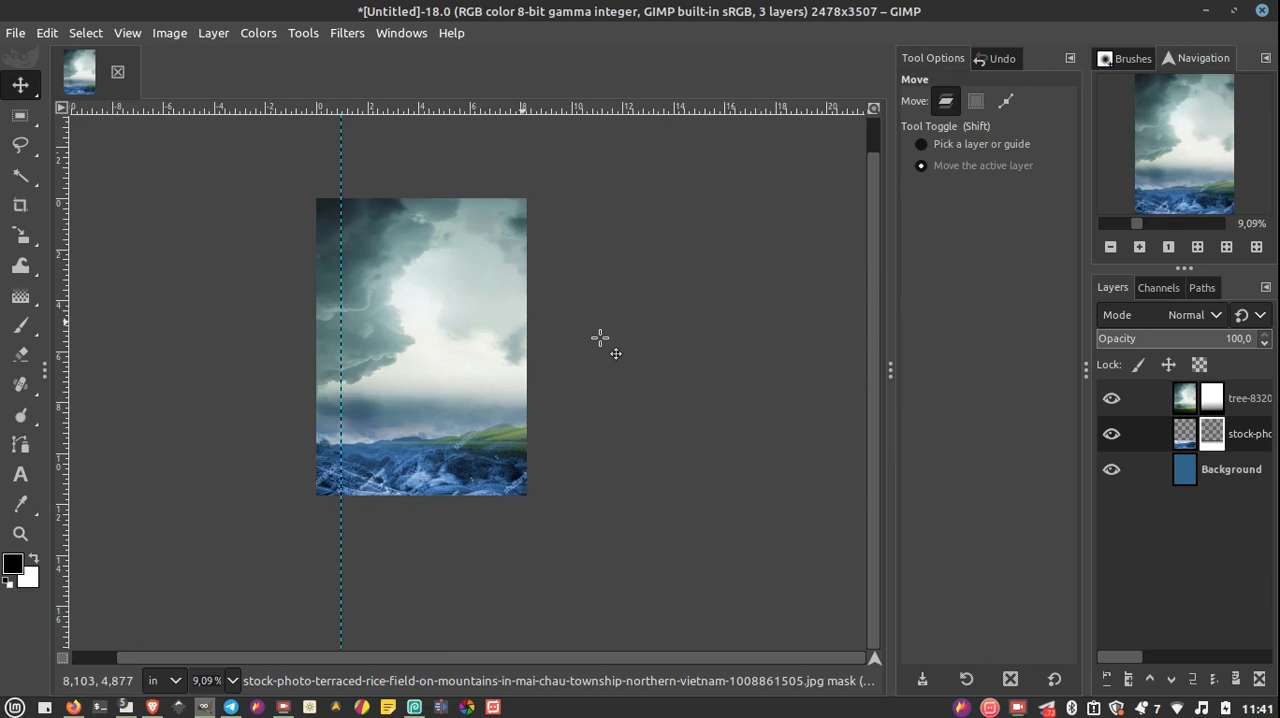 *[Untitled]-18.0 (RGB color 8-bit gamma integer, GIMP built-in sRGB, 3 layers) 2478x3507 – GIMP
File Edit Select View Layer Image Colors Tools Filters Windows Help
Tool Options Undo
Brushes Navigation
Move
Move:
Tool Toggle (Shift)
Pick a layer or guide
Move the active layer
9,09%
Layers Channels Paths
Mode Normal
Opacity 100,0
Lock:
tree-8320
stock-pho
Background
8,103, 4,877 in 9,09 % stock-photo-terraced-rice-field-on-mountains-in-mai-chau-township-northern-vietnam-1008861505.jpg mask (...
7 11:41